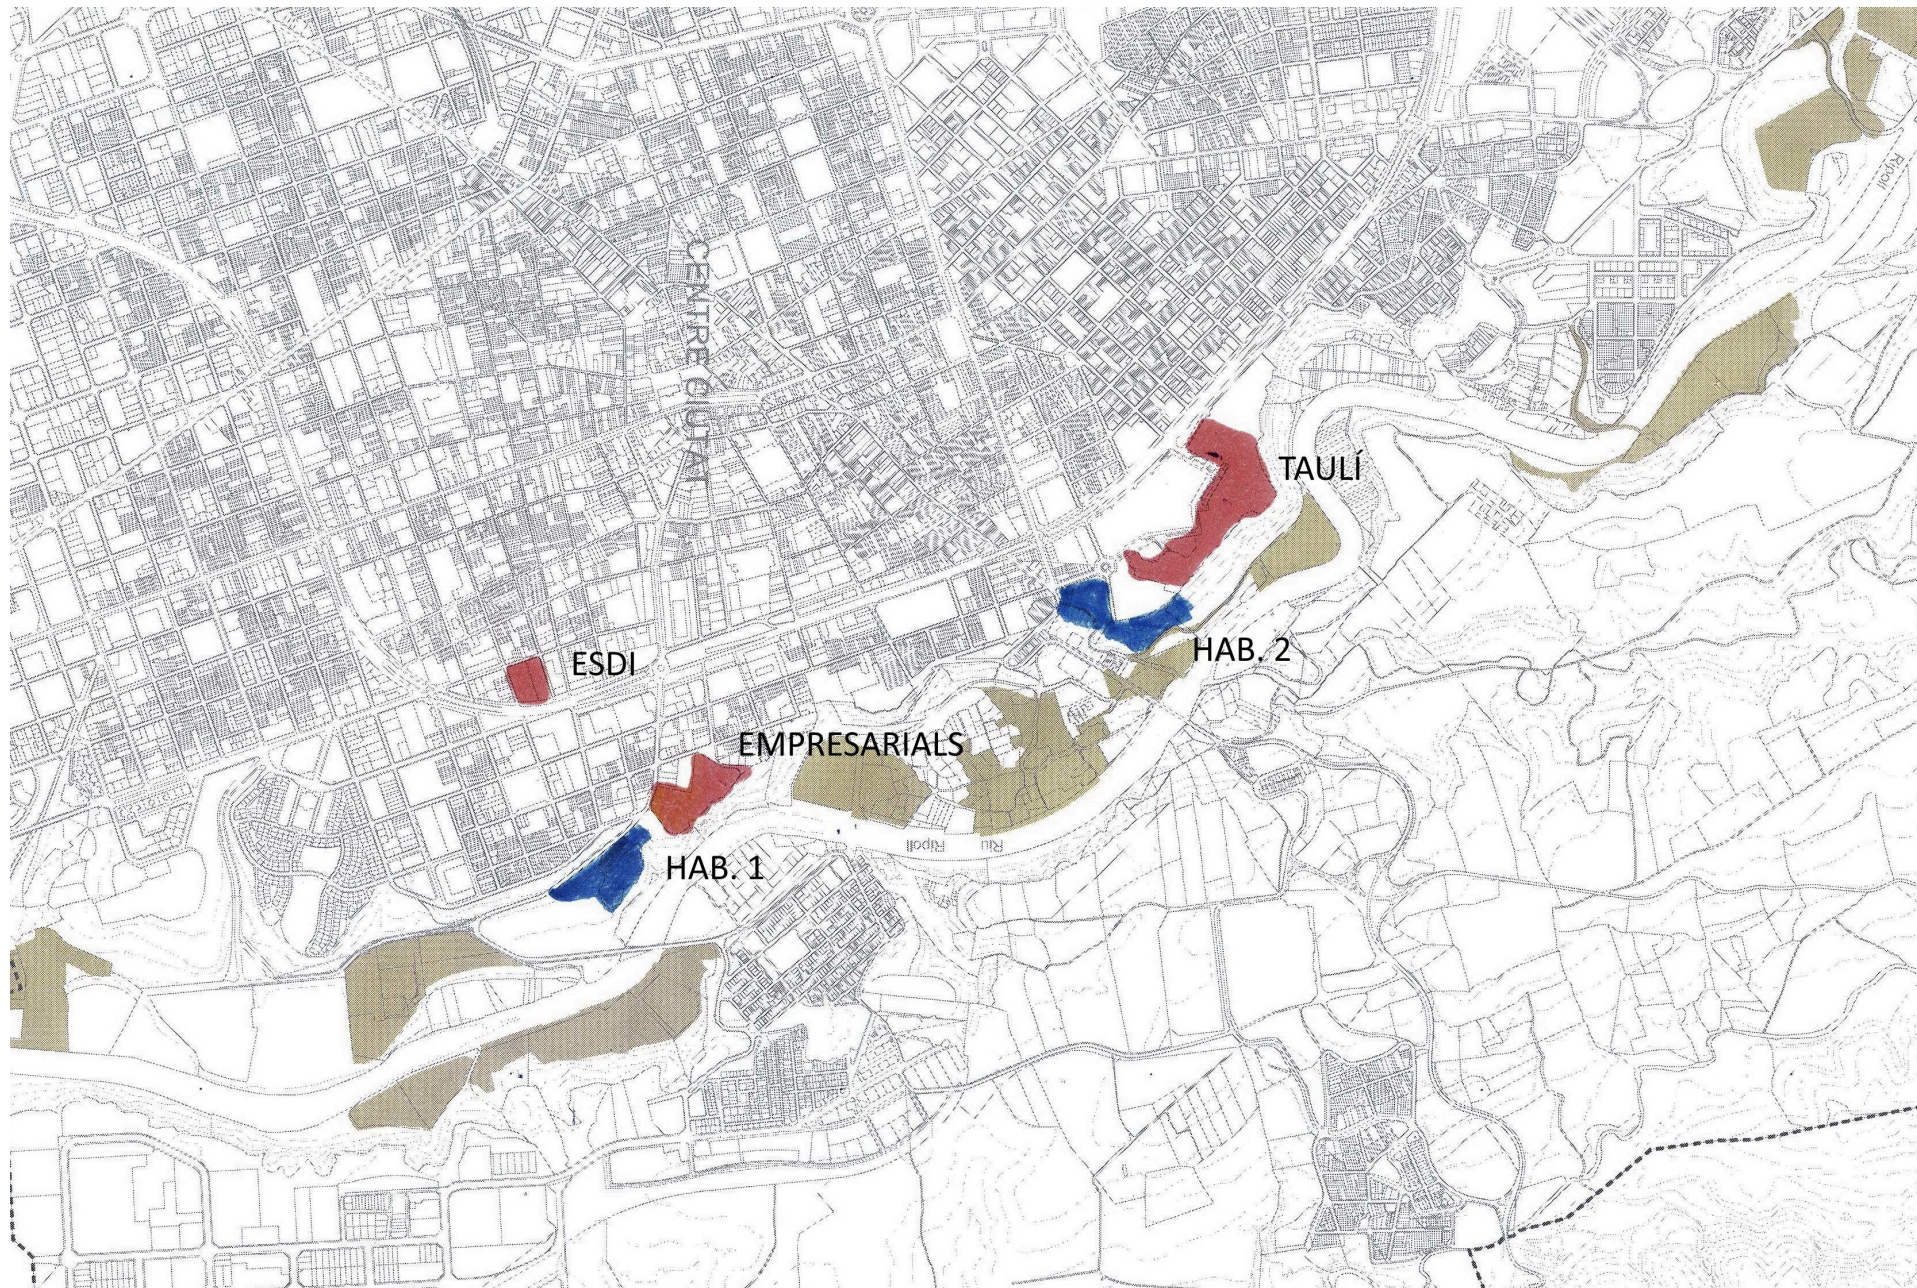 Ripoll
CENTRE CIUTAT
TAULÍ
HAB. 2
ESDI
EMPRESARIALS
Riu
Ripoll
HAB. 1